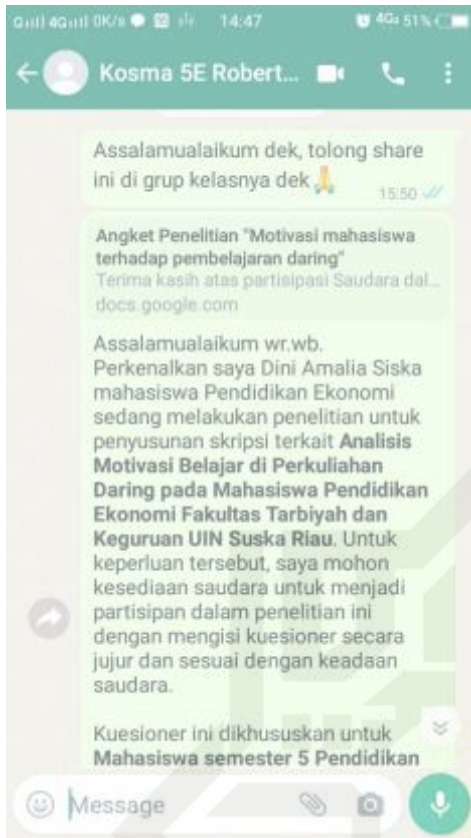 0K/s 14:47 4G 51%
Kosma 5E Robert...
Assalamualaikum dek, tolong share
ini di grup kelasnya dek
15:50
Angket Penelitian "Motivasi mahasiswa
terhadap pembelajaran daring"
Terima kasih atas partisipasi Saudara dal...
docs.google.com
Assalamualaikum wr.wb.
Perkenalkan saya Dini Amalia Siska
mahasiswa Pendidikan Ekonomi
sedang melakukan penelitian untuk
penyusunan skripsi terkait Analisis
Motivasi Belajar di Perkuliahan
Daring pada Mahasiswa Pendidikan
Ekonomi Fakultas Tarbiyah dan
Keguruan UIN Suska Riau. Untuk
keperluan tersebut, saya mohon
kesediaan saudara untuk menjadi
partisipan dalam penelitian ini
dengan mengisi kuesioner secara
jujur dan sesuai dengan keadaan
saudara.
Kuesioner ini dikhususkan untuk
Mahasiswa semester 5 Pendidikan
Message